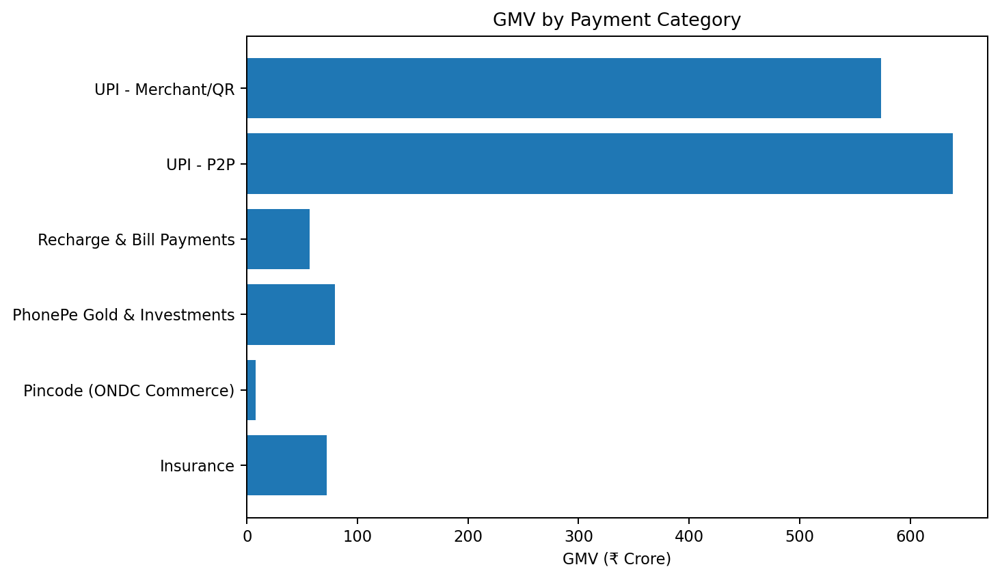 GMV by Payment Category
UPI - Merchant/QR
UPI - P2P
Recharge & Bill Payments
PhonePe Gold & Investments
Pincode (ONDC Commerce)
Insurance
0 100 200 300 400 500 600
GMV (₹ Crore)